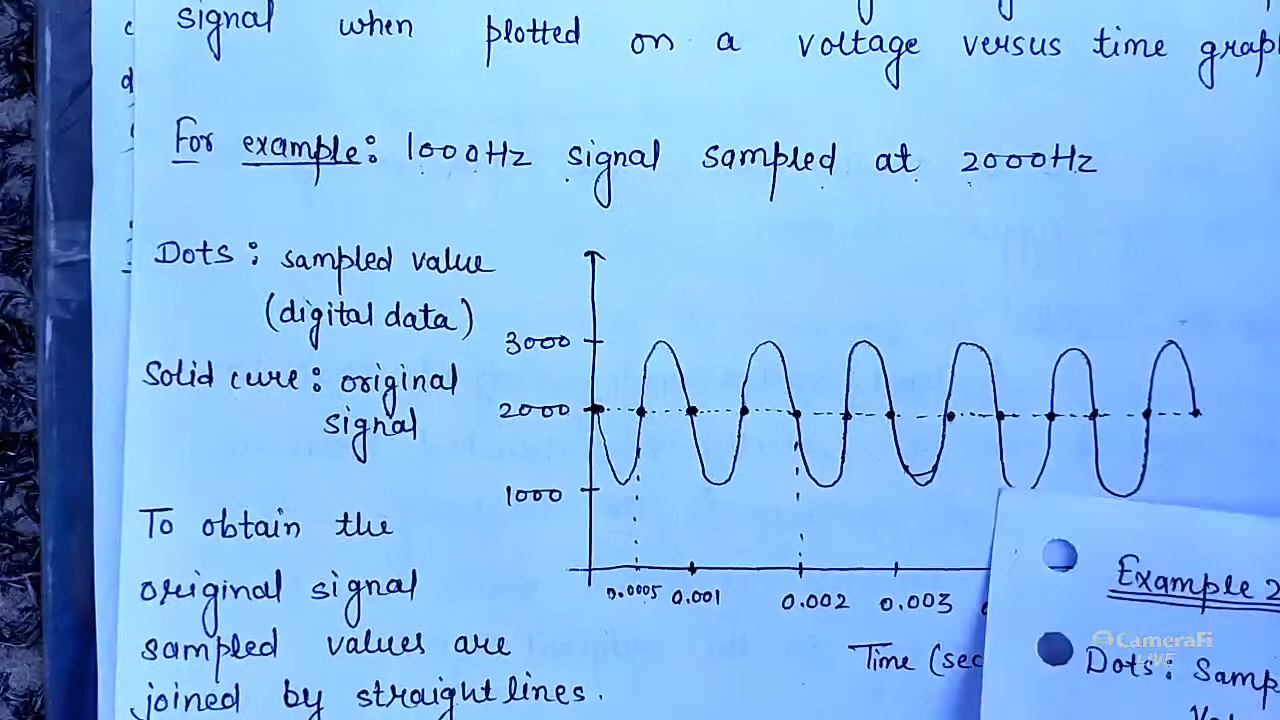 signal when plotted on a voltage versus time graph
For example: 1000Hz signal sampled at 2000Hz
Dots: sampled value
(digital data)
Solid cure: original
signal
To obtain the
original signal
sampled values are
joined by straight lines.
3000
2000
1000
0.0005 0.001 0.002 0.003
Time (sec
Example 2
Dots: Samp
CameraFi
LIVE